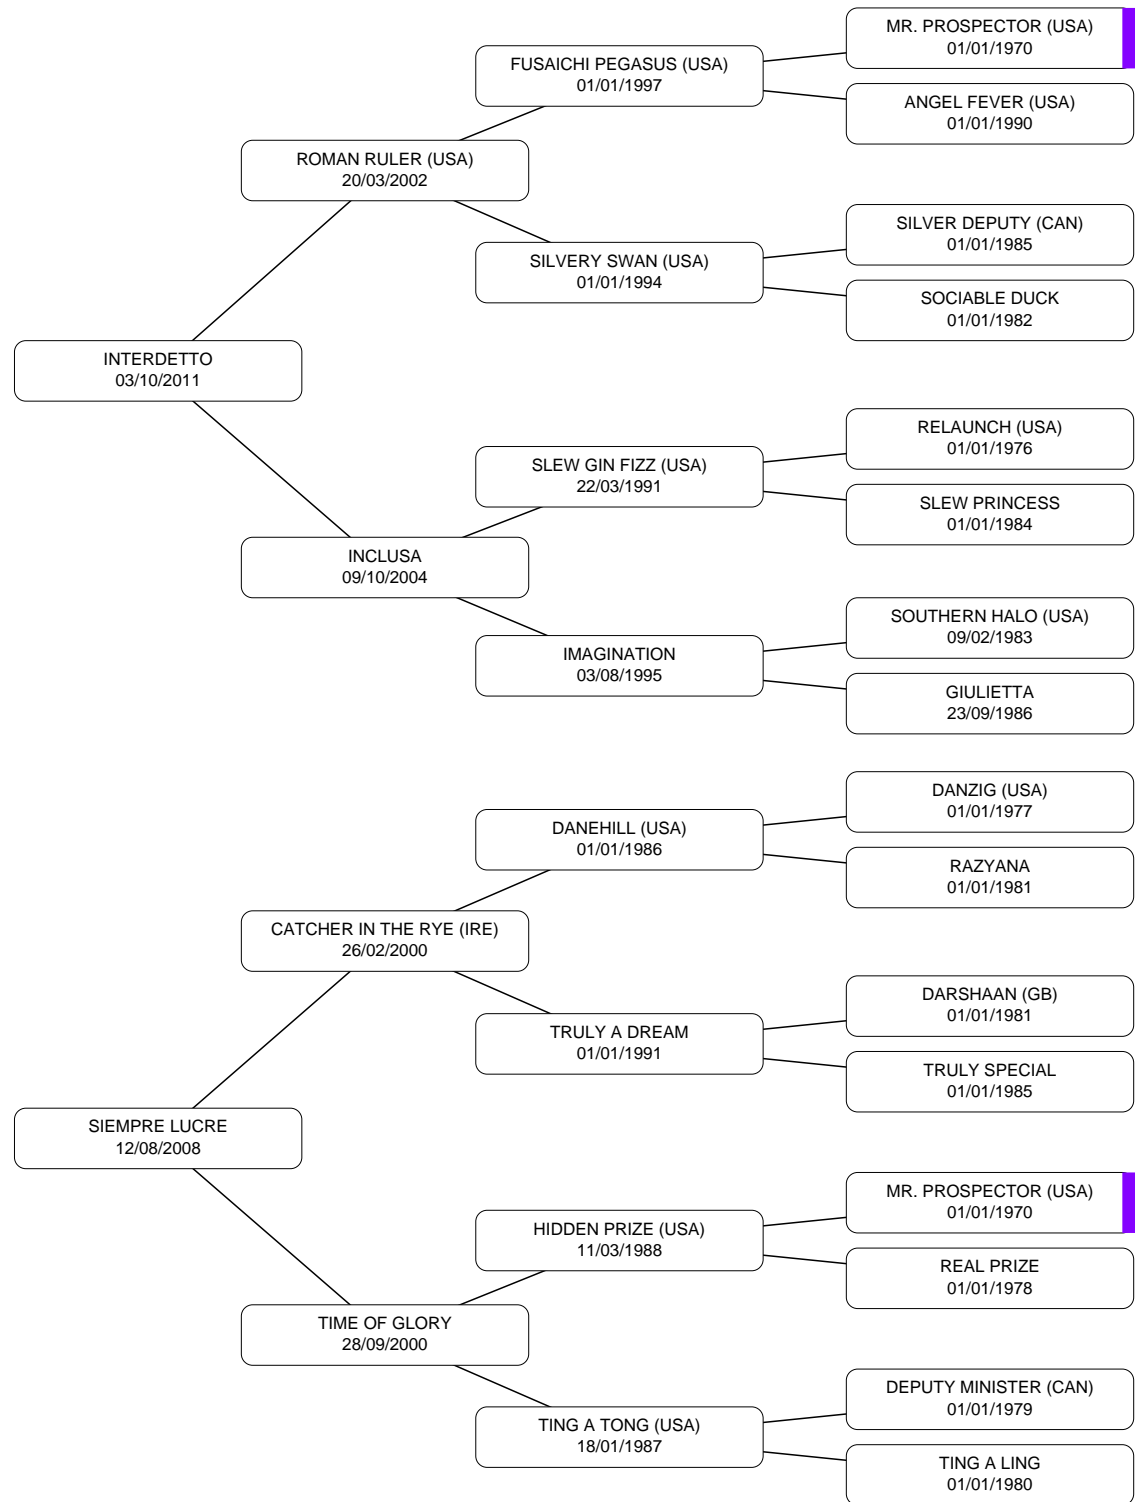 MR. PROSPECTOR (USA)
01/01/1970
FUSAICHI PEGASUS (USA)
01/01/1997
ANGEL FEVER (USA)
01/01/1990
ROMAN RULER (USA)
20/03/2002
SILVER DEPUTY (CAN)
01/01/1985
SILVERY SWAN (USA)
01/01/1994
SOCIABLE DUCK
01/01/1982
INTERDETTO
03/10/2011
RELAUNCH (USA)
01/01/1976
SLEW GIN FIZZ (USA)
22/03/1991
SLEW PRINCESS
01/01/1984
INCLUSA
09/10/2004
SOUTHERN HALO (USA)
09/02/1983
IMAGINATION
03/08/1995
GIULIETTA
23/09/1986
DANZIG (USA)
01/01/1977
DANEHILL (USA)
01/01/1986
RAZYANA
01/01/1981
CATCHER IN THE RYE (IRE)
26/02/2000
DARSHAAN (GB)
01/01/1981
TRULY A DREAM
01/01/1991
TRULY SPECIAL
01/01/1985
SIEMPRE LUCRE
12/08/2008
MR. PROSPECTOR (USA)
01/01/1970
HIDDEN PRIZE (USA)
11/03/1988
REAL PRIZE
01/01/1978
TIME OF GLORY
28/09/2000
DEPUTY MINISTER (CAN)
01/01/1979
TING A TONG (USA)
18/01/1987
TING A LING
01/01/1980